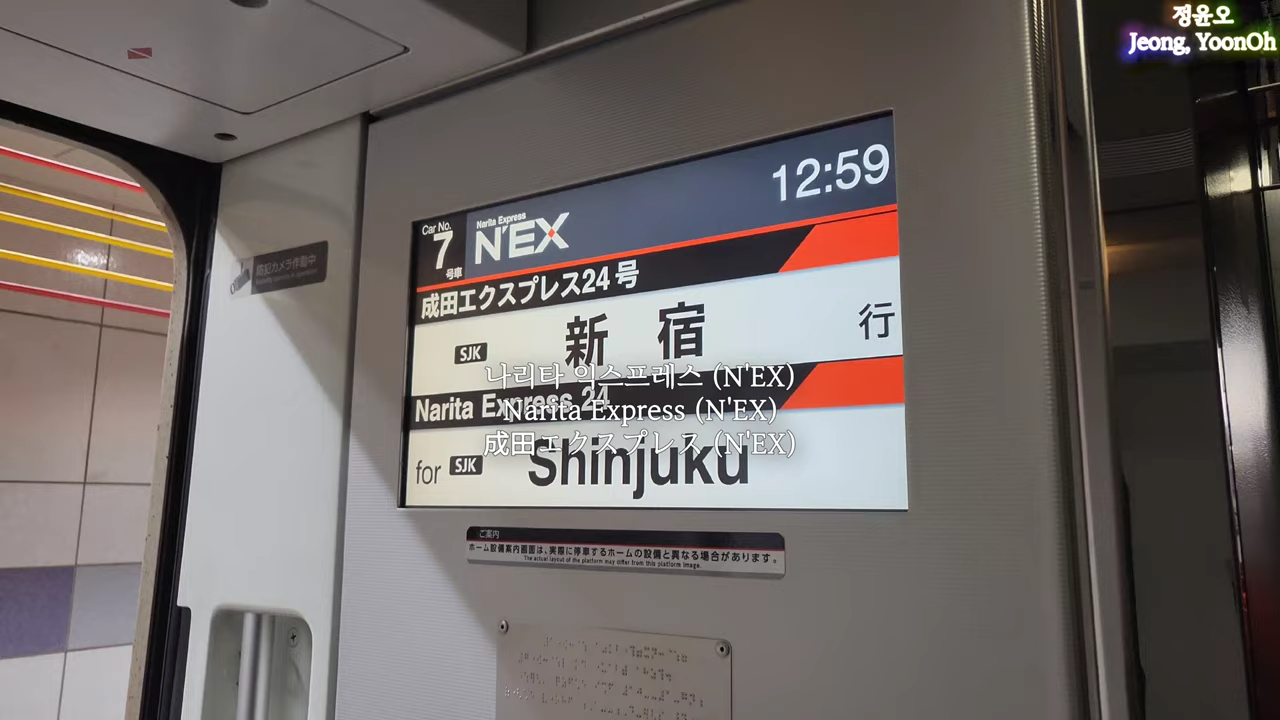 정윤오
Jeong, YoonOh
12:59
Car No.
7
号車
Narita Express
N'EX
成田エクスプレス24号
SJK
新宿
行
나리타 익스프레스 (N'EX)
Narita Express 24
Narita Express (N'EX)
成田エクスプレス (N'EX)
for
SJK
Shinjuku
防犯カメラ作動中
ご案内
ホーム設備案内画面は、実際に停車するホームの設備と異なる場合があります。
The actual layout of the platform may differ from this platform image.